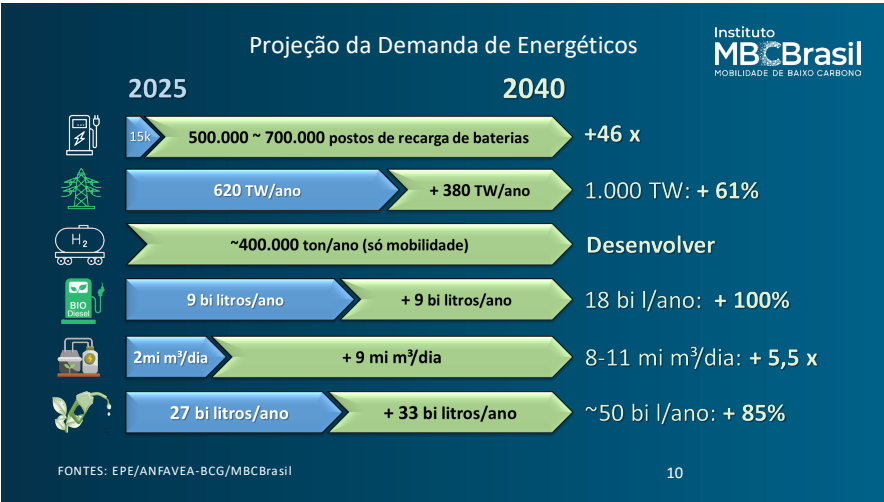 Projeção da Demanda de Energéticos
Instituto
MBCBrasil
MOBILIDADE DE BAIXO CARBONO
2025
2040
15k
500.000 ~ 700.000 postos de recarga de baterias
+46 x
620 TW/ano
+ 380 TW/ano
1.000 TW: + 61%
H2
~400.000 ton/ano (só mobilidade)
Desenvolver
BIO
Diesel
9 bi litros/ano
+ 9 bi litros/ano
18 bi l/ano: + 100%
2mi m³/dia
+ 9 mi m³/dia
8-11 mi m³/dia: + 5,5 x
27 bi litros/ano
+ 33 bi litros/ano
~50 bi l/ano: + 85%
FONTES: EPE/ANFAVEA-BCG/MBCBrasil
10